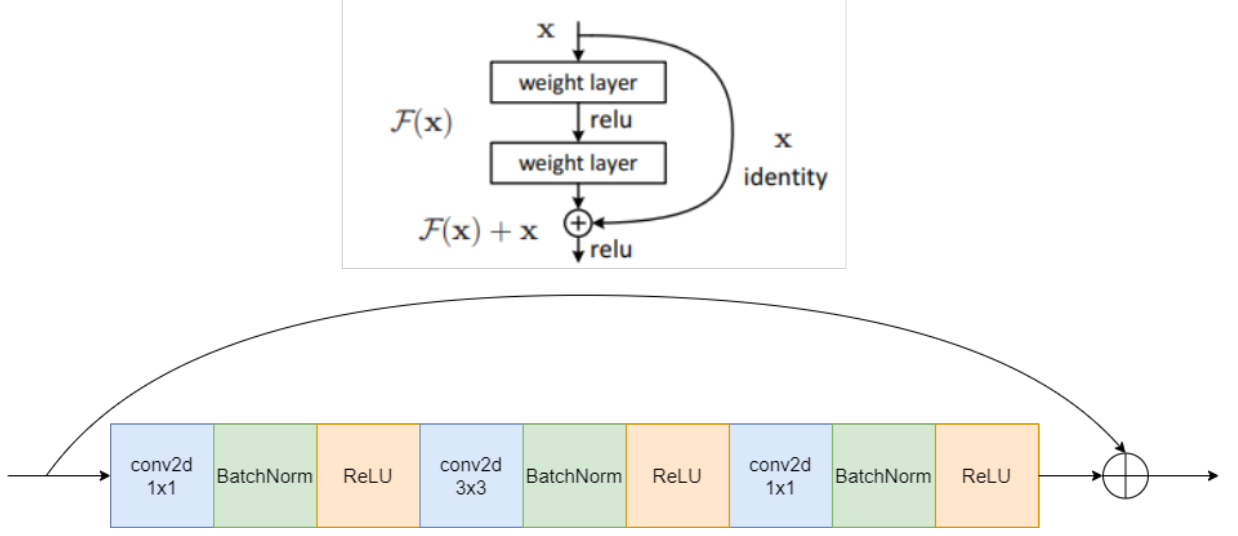 x
weight layer
F(x)
relu
x
weight layer
identity
F(x) + x
relu
conv2d
1x1
BatchNorm
ReLU
conv2d
3x3
BatchNorm
ReLU
conv2d
1x1
BatchNorm
ReLU